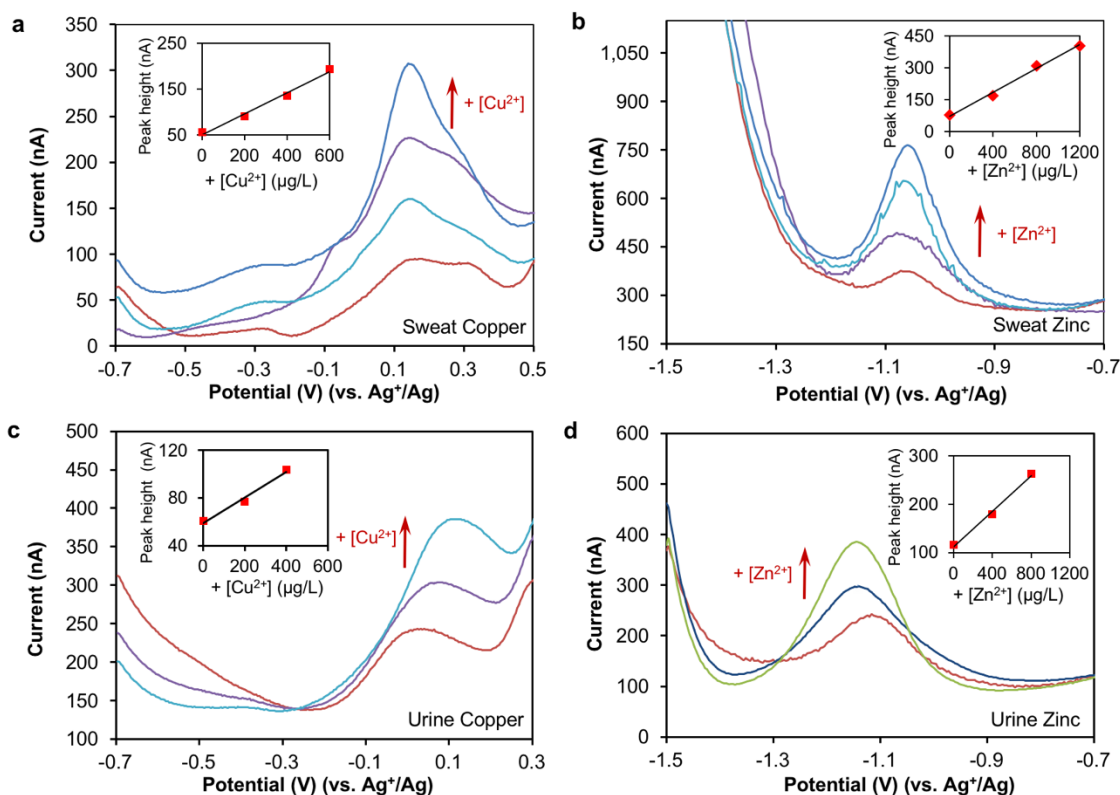 a
350
300
250
200
150
100
50
0
Current (nA)
-0.7
-0.5
-0.3
-0.1
0.1
0.3
0.5
Potential (V) (vs. Ag⁺/Ag)
250
150
50
Peak height (nA)
0
200
400
600
+ [Cu²⁺] (µg/L)
+ [Cu²⁺]
Sweat Copper
b
1,050
900
750
600
450
300
150
Current (nA)
-1.5
-1.3
-1.1
-0.9
-0.7
Potential (V) (vs. Ag⁺/Ag)
450
300
150
0
Peak height (nA)
0
400
800
1200
+ [Zn²⁺] (µg/L)
+ [Zn²⁺]
Sweat Zinc
c
500
450
400
350
300
250
200
150
100
Current (nA)
-0.7
-0.5
-0.3
-0.1
0.1
0.3
Potential (V) (vs. Ag⁺/Ag)
120
80
40
Peak height (nA)
0
200
400
600
+ [Cu²⁺] (µg/L)
+ [Cu²⁺]
Urine Copper
d
600
500
400
300
200
100
0
Current (nA)
-1.5
-1.3
-1.1
-0.9
-0.7
Potential (V) (vs. Ag⁺/Ag)
300
200
100
Peak height (nA)
0
400
800
1200
+ [Zn²⁺] (µg/L)
+ [Zn²⁺]
Urine Zinc